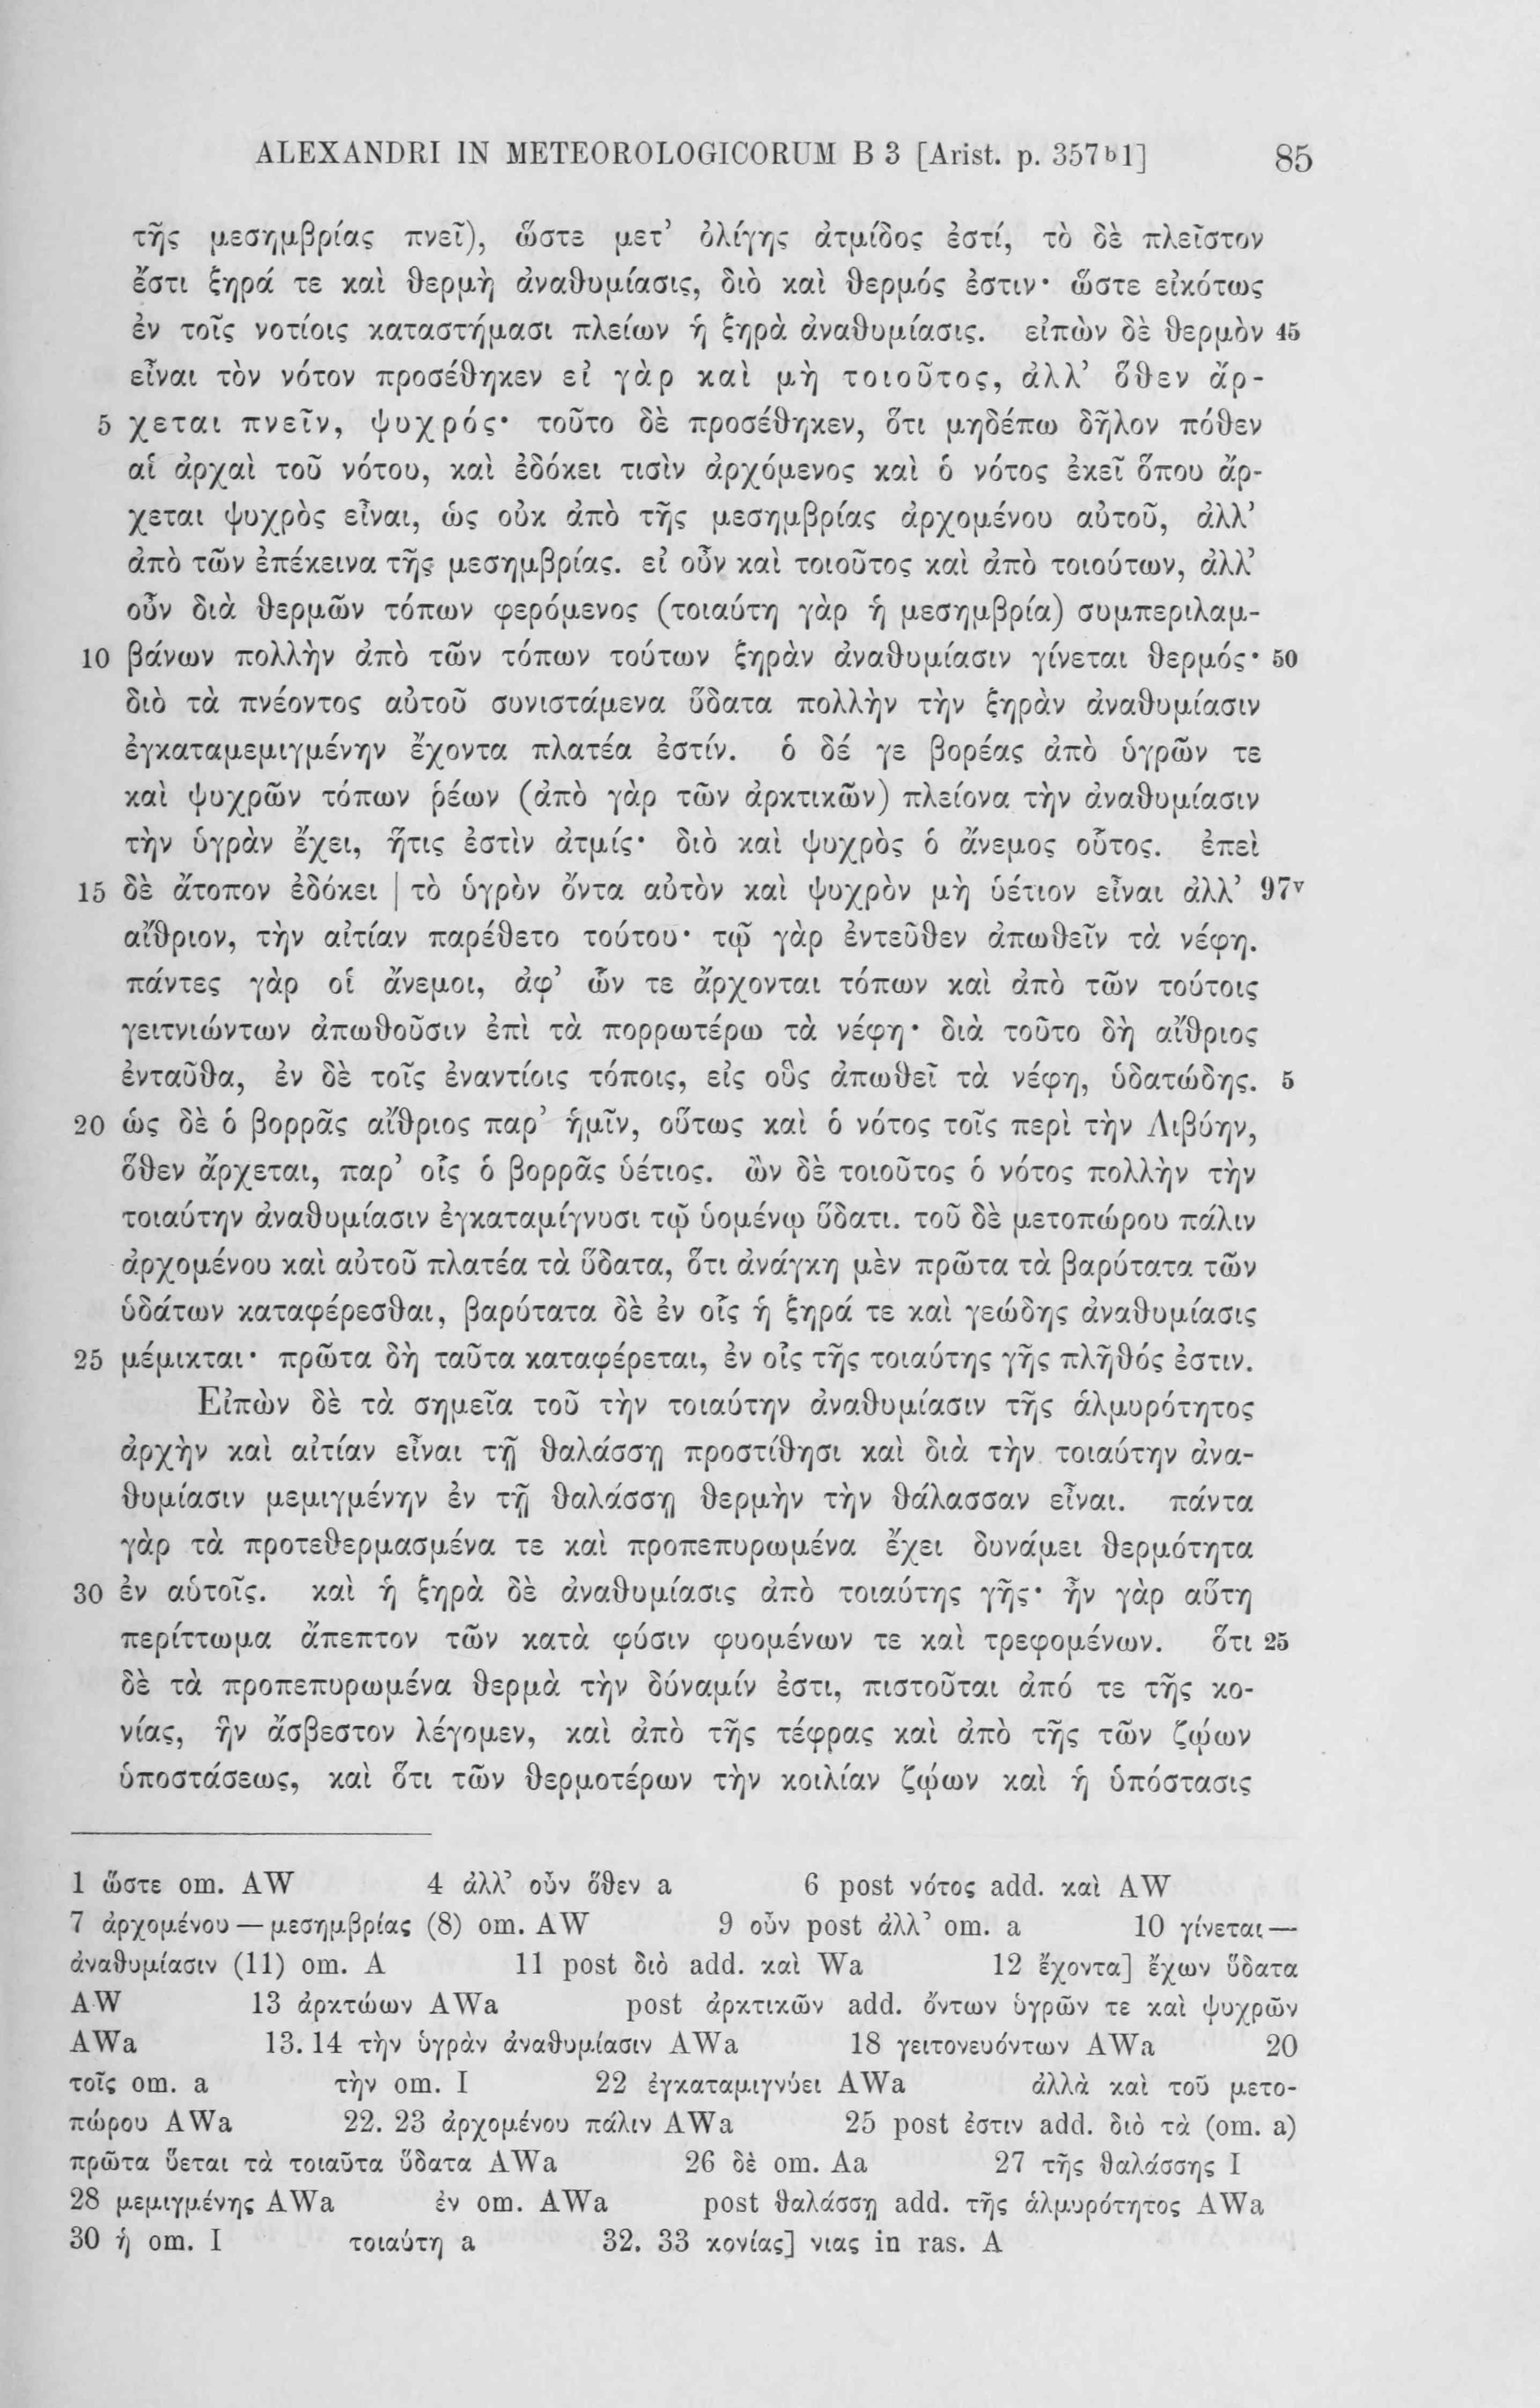 ALEXANDRI IN METEOROLOGICORUM B 3 [Arist. p. 357ᵇ1] 85
τῆς μεσημβρίας πνεῖ), ὥστε μετ’ ὀλίγης ἀτμίδος ἐστί, τὸ δὲ πλεῖστον
ἔστι ξηρά τε καὶ θερμὴ ἀναθυμίασις, διὸ καὶ θερμός ἐστιν· ὥστε εἰκότως
ἐν τοῖς νοτίοις καταστήμασι πλείων ἡ ξηρὰ ἀναθυμίασις. εἰπὼν δὲ θερμὸν 45
εἶναι τὸν νότον προσέθηκεν εἰ γὰρ καὶ μὴ τοιοῦτος, ἀλλ’ ὅθεν ἄρ-
5 χεται πνεῖν, ψυχρός· τοῦτο δὲ προσέθηκεν, ὅτι μηδέπω δῆλον πόθεν
αἱ ἀρχαὶ τοῦ νότου, καὶ ἐδόκει τισὶν ἀρχόμενος καὶ ὁ νότος ἐκεῖ ὅπου ἄρ-
χεται ψυχρὸς εἶναι, ὡς οὐκ ἀπὸ τῆς μεσημβρίας ἀρχομένου αὐτοῦ, ἀλλ’
ἀπὸ τῶν ἐπέκεινα τῆς μεσημβρίας. εἰ οὖν καὶ τοιοῦτος καὶ ἀπὸ τοιούτων, ἀλλ’
οὖν διὰ θερμῶν τόπων φερόμενος (τοιαύτη γὰρ ἡ μεσημβρία) συμπεριλαμ-
10 βάνων πολλὴν ἀπὸ τῶν τόπων τούτων ξηρὰν ἀναθυμίασιν γίνεται θερμός· 50
διὸ τὰ πνέοντος αὐτοῦ συνιστάμενα ὕδατα πολλὴν τὴν ξηρὰν ἀναθυμίασιν
ἐγκαταμεμιγμένην ἔχοντα πλατέα ἐστίν. ὁ δέ γε βορέας ἀπὸ ὑγρῶν τε
καὶ ψυχρῶν τόπων ῥέων (ἀπὸ γὰρ τῶν ἀρκτικῶν) πλείονα τὴν ἀναθυμίασιν
τὴν ὑγρὰν ἔχει, ἥτις ἐστὶν ἀτμίς· διὸ καὶ ψυχρὸς ὁ ἄνεμος οὗτος. ἐπεὶ
15 δὲ ἄτοπον ἐδόκει | τὸ ὑγρὸν ὄντα αὐτὸν καὶ ψυχρὸν μὴ ὑέτιον εἶναι ἀλλ’ 97ᵛ
αἴθριον, τὴν αἰτίαν παρέθετο τούτου· τῷ γὰρ ἐντεῦθεν ἀπωθεῖν τὰ νέφη.
πάντες γὰρ οἱ ἄνεμοι, ἀφ’ ὧν τε ἄρχονται τόπων καὶ ἀπὸ τῶν τούτοις
γειτνιώντων ἀπωθοῦσιν ἐπὶ τὰ πορρωτέρω τὰ νέφη· διὰ τοῦτο δὴ αἴθριος
ἐνταῦθα, ἐν δὲ τοῖς ἐναντίοις τόποις, εἰς οὓς ἀπωθεῖ τὰ νέφη, ὑδατώδης. 5
20 ὡς δὲ ὁ βορρᾶς αἴθριος παρ’ ἡμῖν, οὕτως καὶ ὁ νότος τοῖς περὶ τὴν Λιβύην,
ὅθεν ἄρχεται, παρ’ οἷς ὁ βορρᾶς ὑέτιος. ὢν δὲ τοιοῦτος ὁ νότος πολλὴν τὴν
τοιαύτην ἀναθυμίασιν ἐγκαταμίγνυσι τῷ ὑομένῳ ὕδατι. τοῦ δὲ μετοπώρου πάλιν
ἀρχομένου καὶ αὐτοῦ πλατέα τὰ ὕδατα, ὅτι ἀνάγκη μὲν πρῶτα τὰ βαρύτατα τῶν
ὑδάτων καταφέρεσθαι, βαρύτατα δὲ ἐν οἷς ἡ ξηρά τε καὶ γεώδης ἀναθυμίασις
25 μέμικται· πρῶτα δὴ ταῦτα καταφέρεται, ἐν οἷς τῆς τοιαύτης γῆς πλῆθός ἐστιν.
Εἰπὼν δὲ τὰ σημεῖα τοῦ τὴν τοιαύτην ἀναθυμίασιν τῆς ἁλμυρότητος
ἀρχὴν καὶ αἰτίαν εἶναι τῇ θαλάσσῃ προστίθησι καὶ διὰ τὴν τοιαύτην ἀνα-
θυμίασιν μεμιγμένην ἐν τῇ θαλάσσῃ θερμὴν τὴν θάλασσαν εἶναι. πάντα
γὰρ τὰ προτεθερμασμένα τε καὶ προπεπυρωμένα ἔχει δυνάμει θερμότητα
30 ἐν αὑτοῖς. καὶ ἡ ξηρὰ δὲ ἀναθυμίασις ἀπὸ τοιαύτης γῆς· ἦν γὰρ αὕτη
περίττωμα ἄπεπτον τῶν κατὰ φύσιν φυομένων τε καὶ τρεφομένων. ὅτι 25
δὲ τὰ προπεπυρωμένα θερμὰ τὴν δύναμίν ἐστι, πιστοῦται ἀπό τε τῆς κο-
νίας, ἣν ἄσβεστον λέγομεν, καὶ ἀπὸ τῆς τέφρας καὶ ἀπὸ τῆς τῶν ζῴων
ὑποστάσεως, καὶ ὅτι τῶν θερμοτέρων τὴν κοιλίαν ζῴων καὶ ἡ ὑπόστασις
1 ὥστε om. AW 4 ἀλλ’ οὖν ὅθεν a 6 post νότος add. καὶ AW
7 ἀρχομένου — μεσημβρίας (8) om. AW 9 οὖν post ἀλλ’ om. a 10 γίνεται —
ἀναθυμίασιν (11) om. A 11 post διὸ add. καὶ Wa 12 ἔχοντα] ἔχων ὕδατα
AW 13 ἀρκτώων AWa post ἀρκτικῶν add. ὄντων ὑγρῶν τε καὶ ψυχρῶν
AWa 13. 14 τὴν ὑγρὰν ἀναθυμίασιν AWa 18 γειτονευόντων AWa 20
τοῖς om. a τὴν om. I 22 ἐγκαταμιγνύει AWa ἀλλὰ καὶ τοῦ μετο-
πώρου AWa 22. 23 ἀρχομένου πάλιν AWa 25 post ἐστιν add. διὸ τὰ (om. a)
πρῶτα ὕεται τὰ τοιαῦτα ὕδατα AWa 26 δὲ om. Aa 27 τῆς θαλάσσης I
28 μεμιγμένης AWa ἐν om. AWa post θαλάσσῃ add. τῆς ἁλμυρότητος AWa
30 ἡ om. I τοιαύτη a 32. 33 κονίας] νιας in ras. A